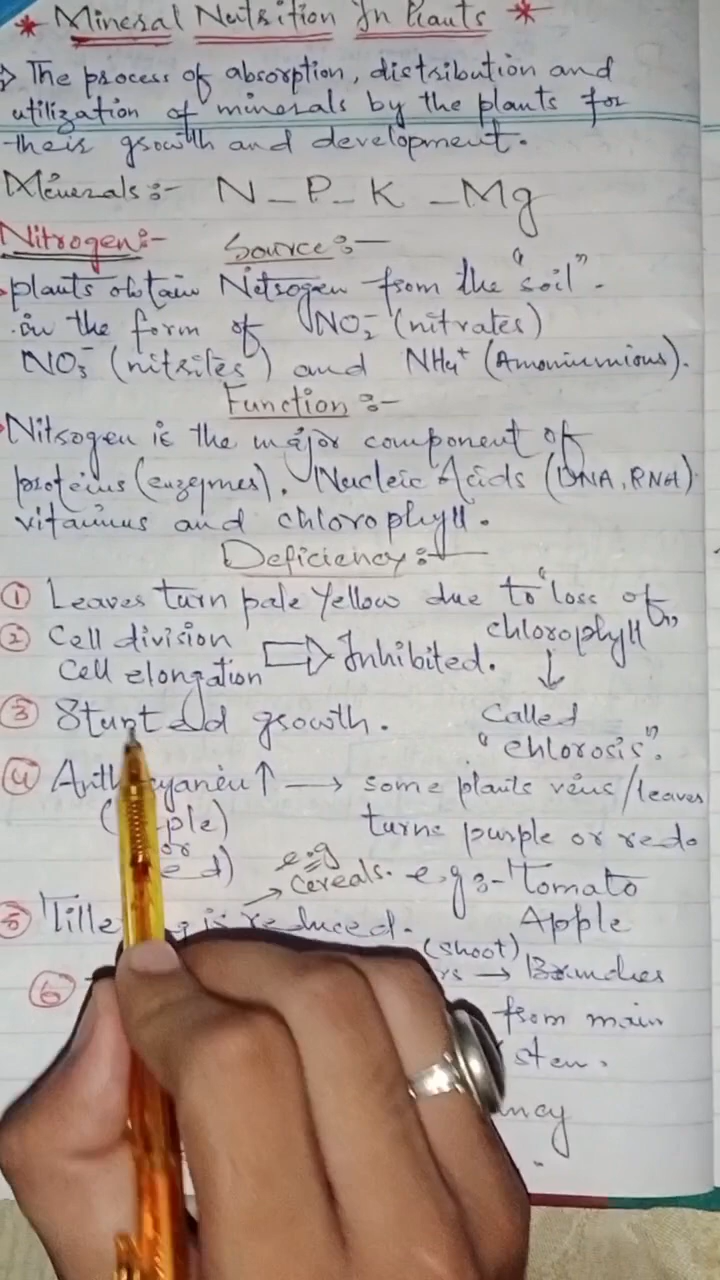 * Mineral Nutrition In Plants *
The process of absorption, distribution and
utilization of minerals by the plants for
their growth and development.
Minerals:- N - P - K - Mg
Nitrogen:- Source:-
plants obtain Nitrogen from the "soil".
in the form of NO₂⁻ (nitrates)
NO₃⁻ (nitrites) and NH₄⁺ (Amoniumions).
Function:-
Nitrogen is the major component of
proteins (enzymes). Nucleic Acids (DNA, RNA)
vitamins and chlorophyll.
Deficiency:-
① Leaves turn pale Yellow due to "loss of
chlorophyll"
② Cell division
Cell elongation ⇒ Inhibited.
↓
③ Stunted growth.
Called
"chlorosis".
④ ↑ → some plants veins/leaves
turns purple or red
or
e.g
→ cereals. e.g:- Tomato
⑤ is reduced. Apple
(shoot)
⑥ → Branches
from main
stem.